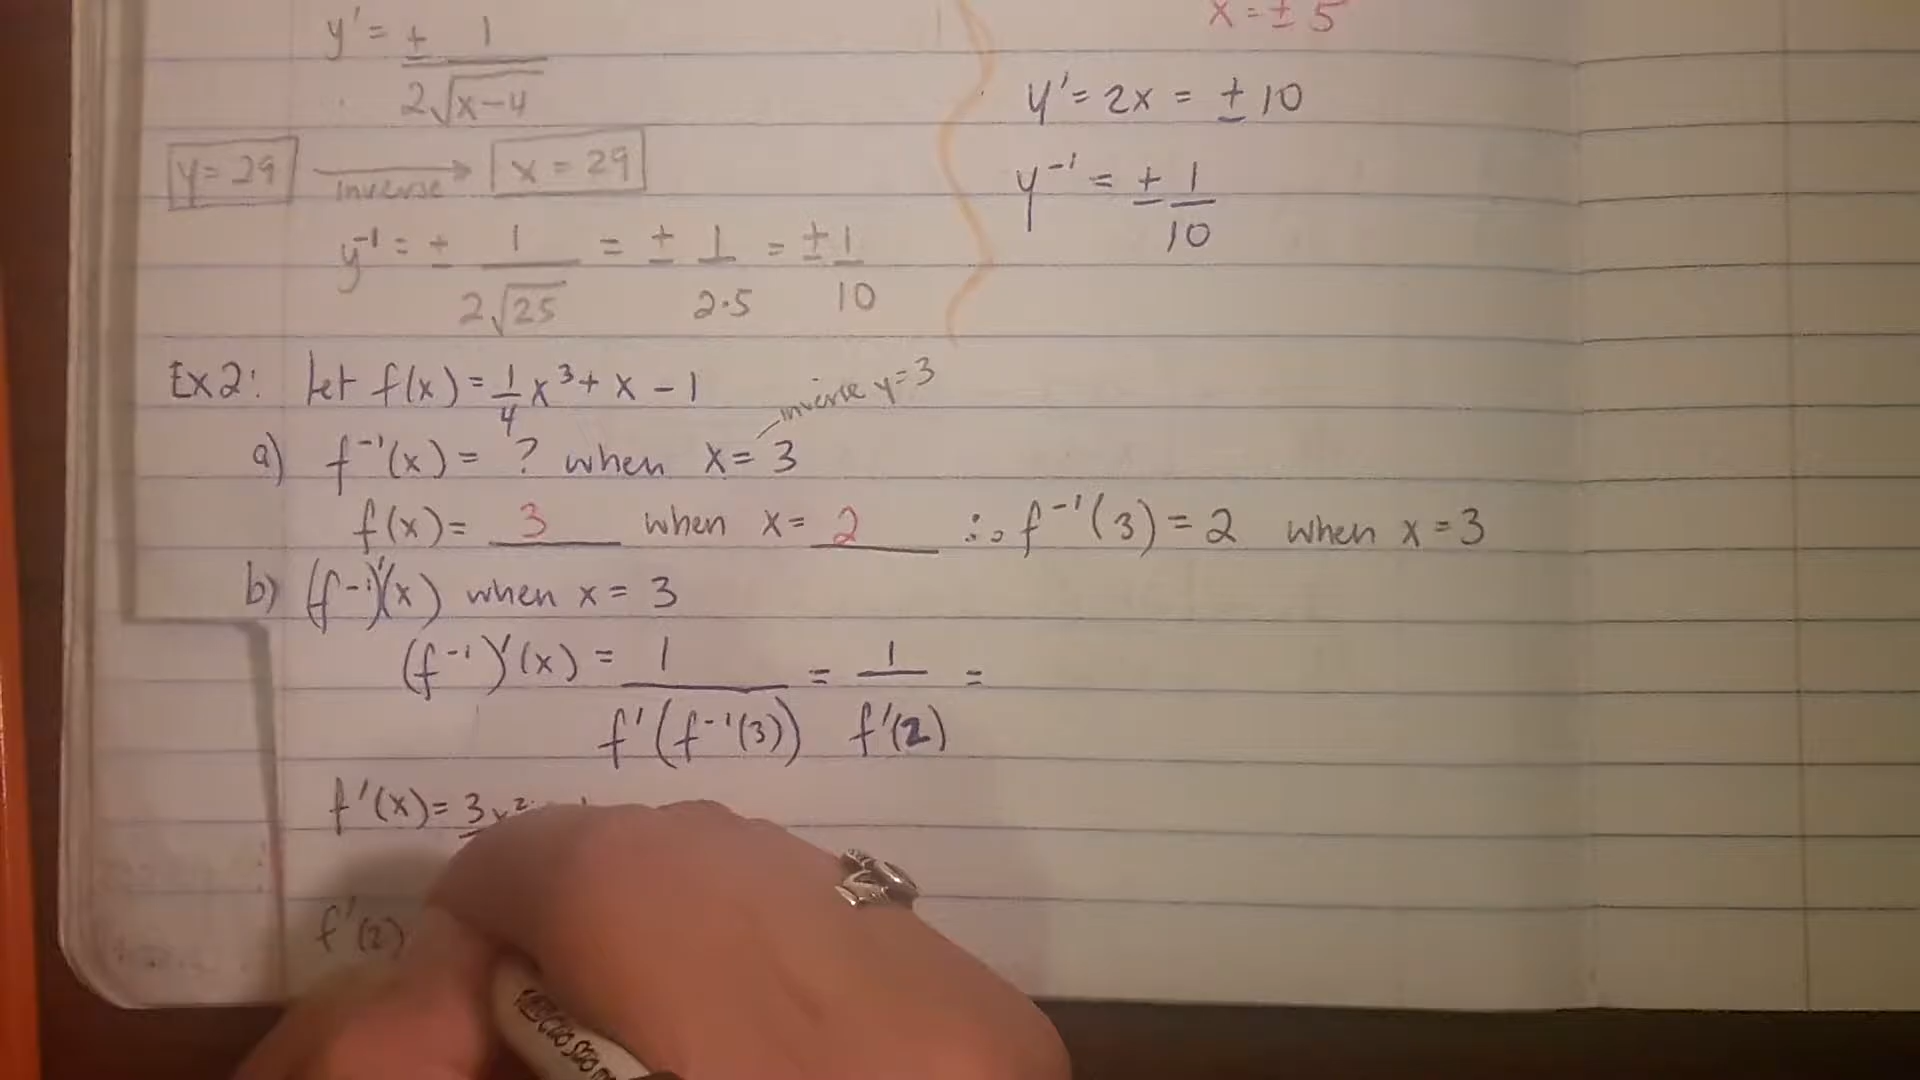 y' = ± 1 / 2√x-4
y = 29 → inverse x = 29
y⁻¹ = ± 1 / 2√25 = ± 1 / 2·5 = ± 1 / 10
x = ± 5
y' = 2x = ± 10
y⁻¹ = ± 1 / 10
Ex 2: Let f(x) = 1/4 x³ + x - 1
inverse y=3
a) f⁻¹(x) = ? when x = 3
f(x) = 3 when x = 2 ∴ f⁻¹(3) = 2 when x = 3
b) (f⁻¹)'(x) when x = 3
(f⁻¹)'(x) = 1 / f'(f⁻¹(3)) = 1 / f'(2) =
f'(x) = 3x²
f'(2)